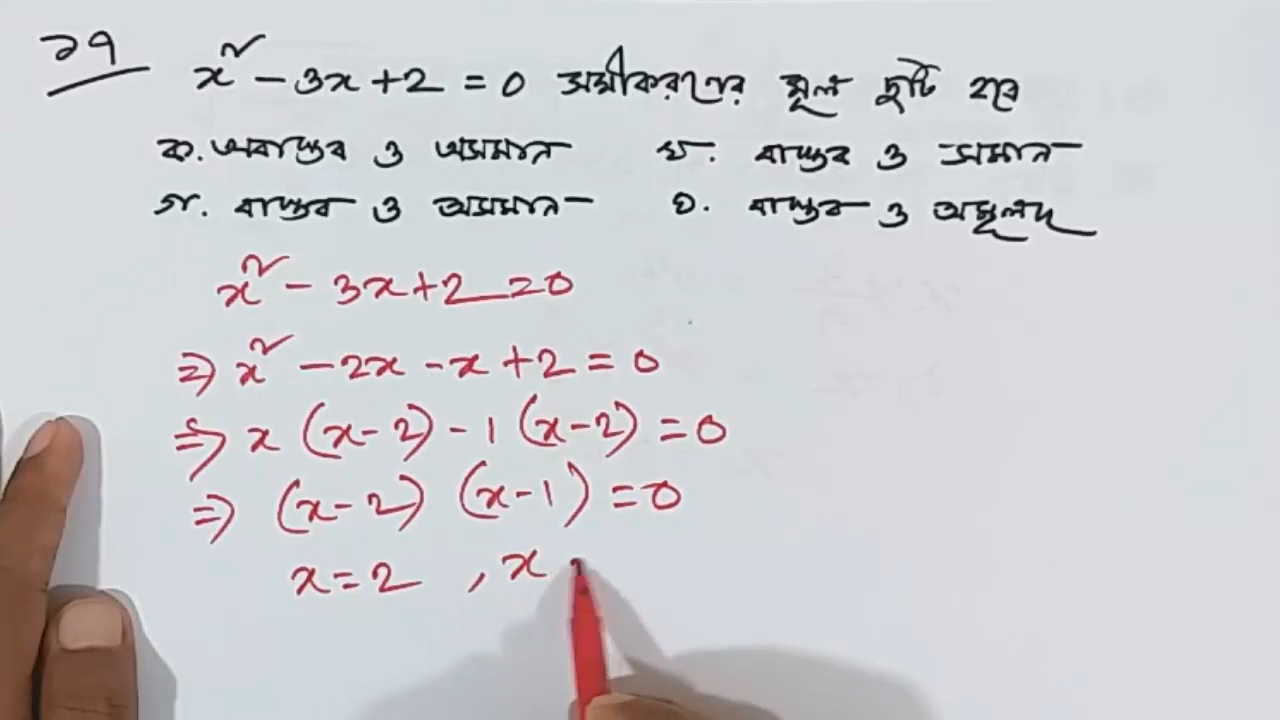 ২৭
x² - 3x + 2 = 0 সমীকরণের মূল দুটি হবে
ক. অবাস্তব ও অসমান খ. বাস্তব ও সমান
গ. বাস্তব ও অসমান ঘ. বাস্তব ও অমূলদ
x² - 3x + 2 = 0
⇒ x² - 2x - x + 2 = 0
⇒ x (x-2) - 1 (x-2) = 0
⇒ (x-2) (x-1) = 0
x = 2 , x